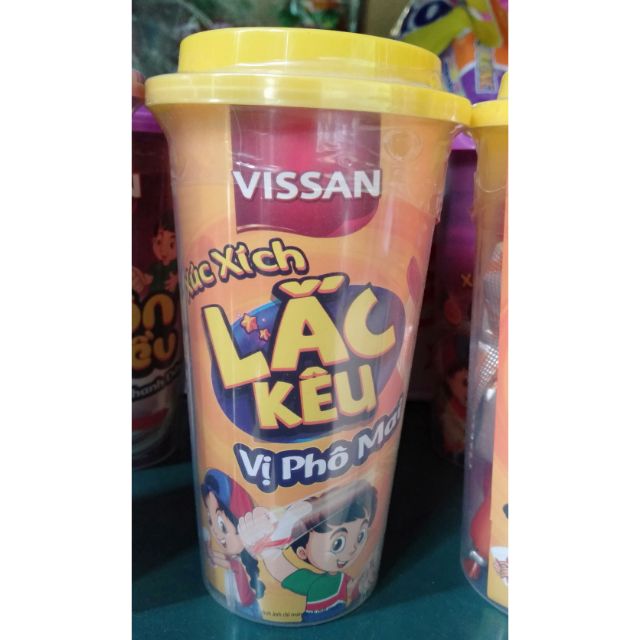 VISSAN
Xúc Xích
LẮC
KÊU
Vị Phô Mai